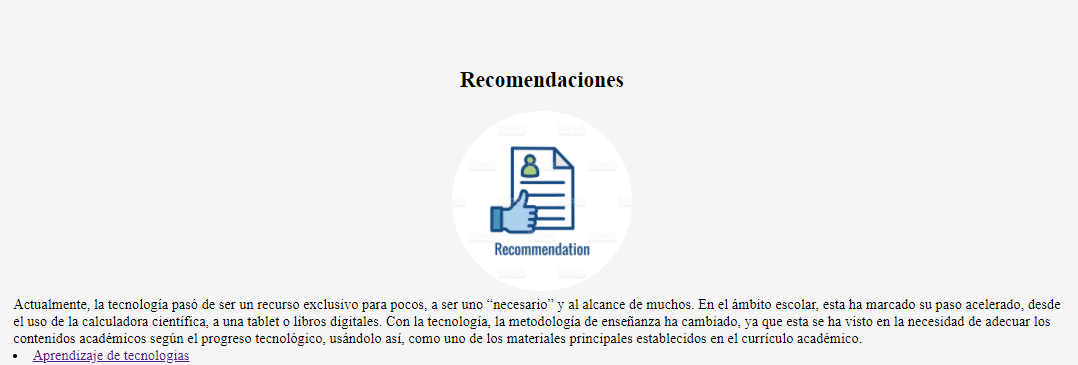 Recomendaciones
Recommendation
Actualmente, la tecnología pasó de ser un recurso exclusivo para pocos, a ser uno “necesario” y al alcance de muchos. En el ámbito escolar, esta ha marcado su paso acelerado, desde
el uso de la calculadora científica, a una tablet o libros digitales. Con la tecnología, la metodología de enseñanza ha cambiado, ya que esta se ha visto en la necesidad de adecuar los
contenidos académicos según el progreso tecnológico, usándolo así, como uno de los materiales principales establecidos en el currículo académico.
Aprendizaje de tecnologias